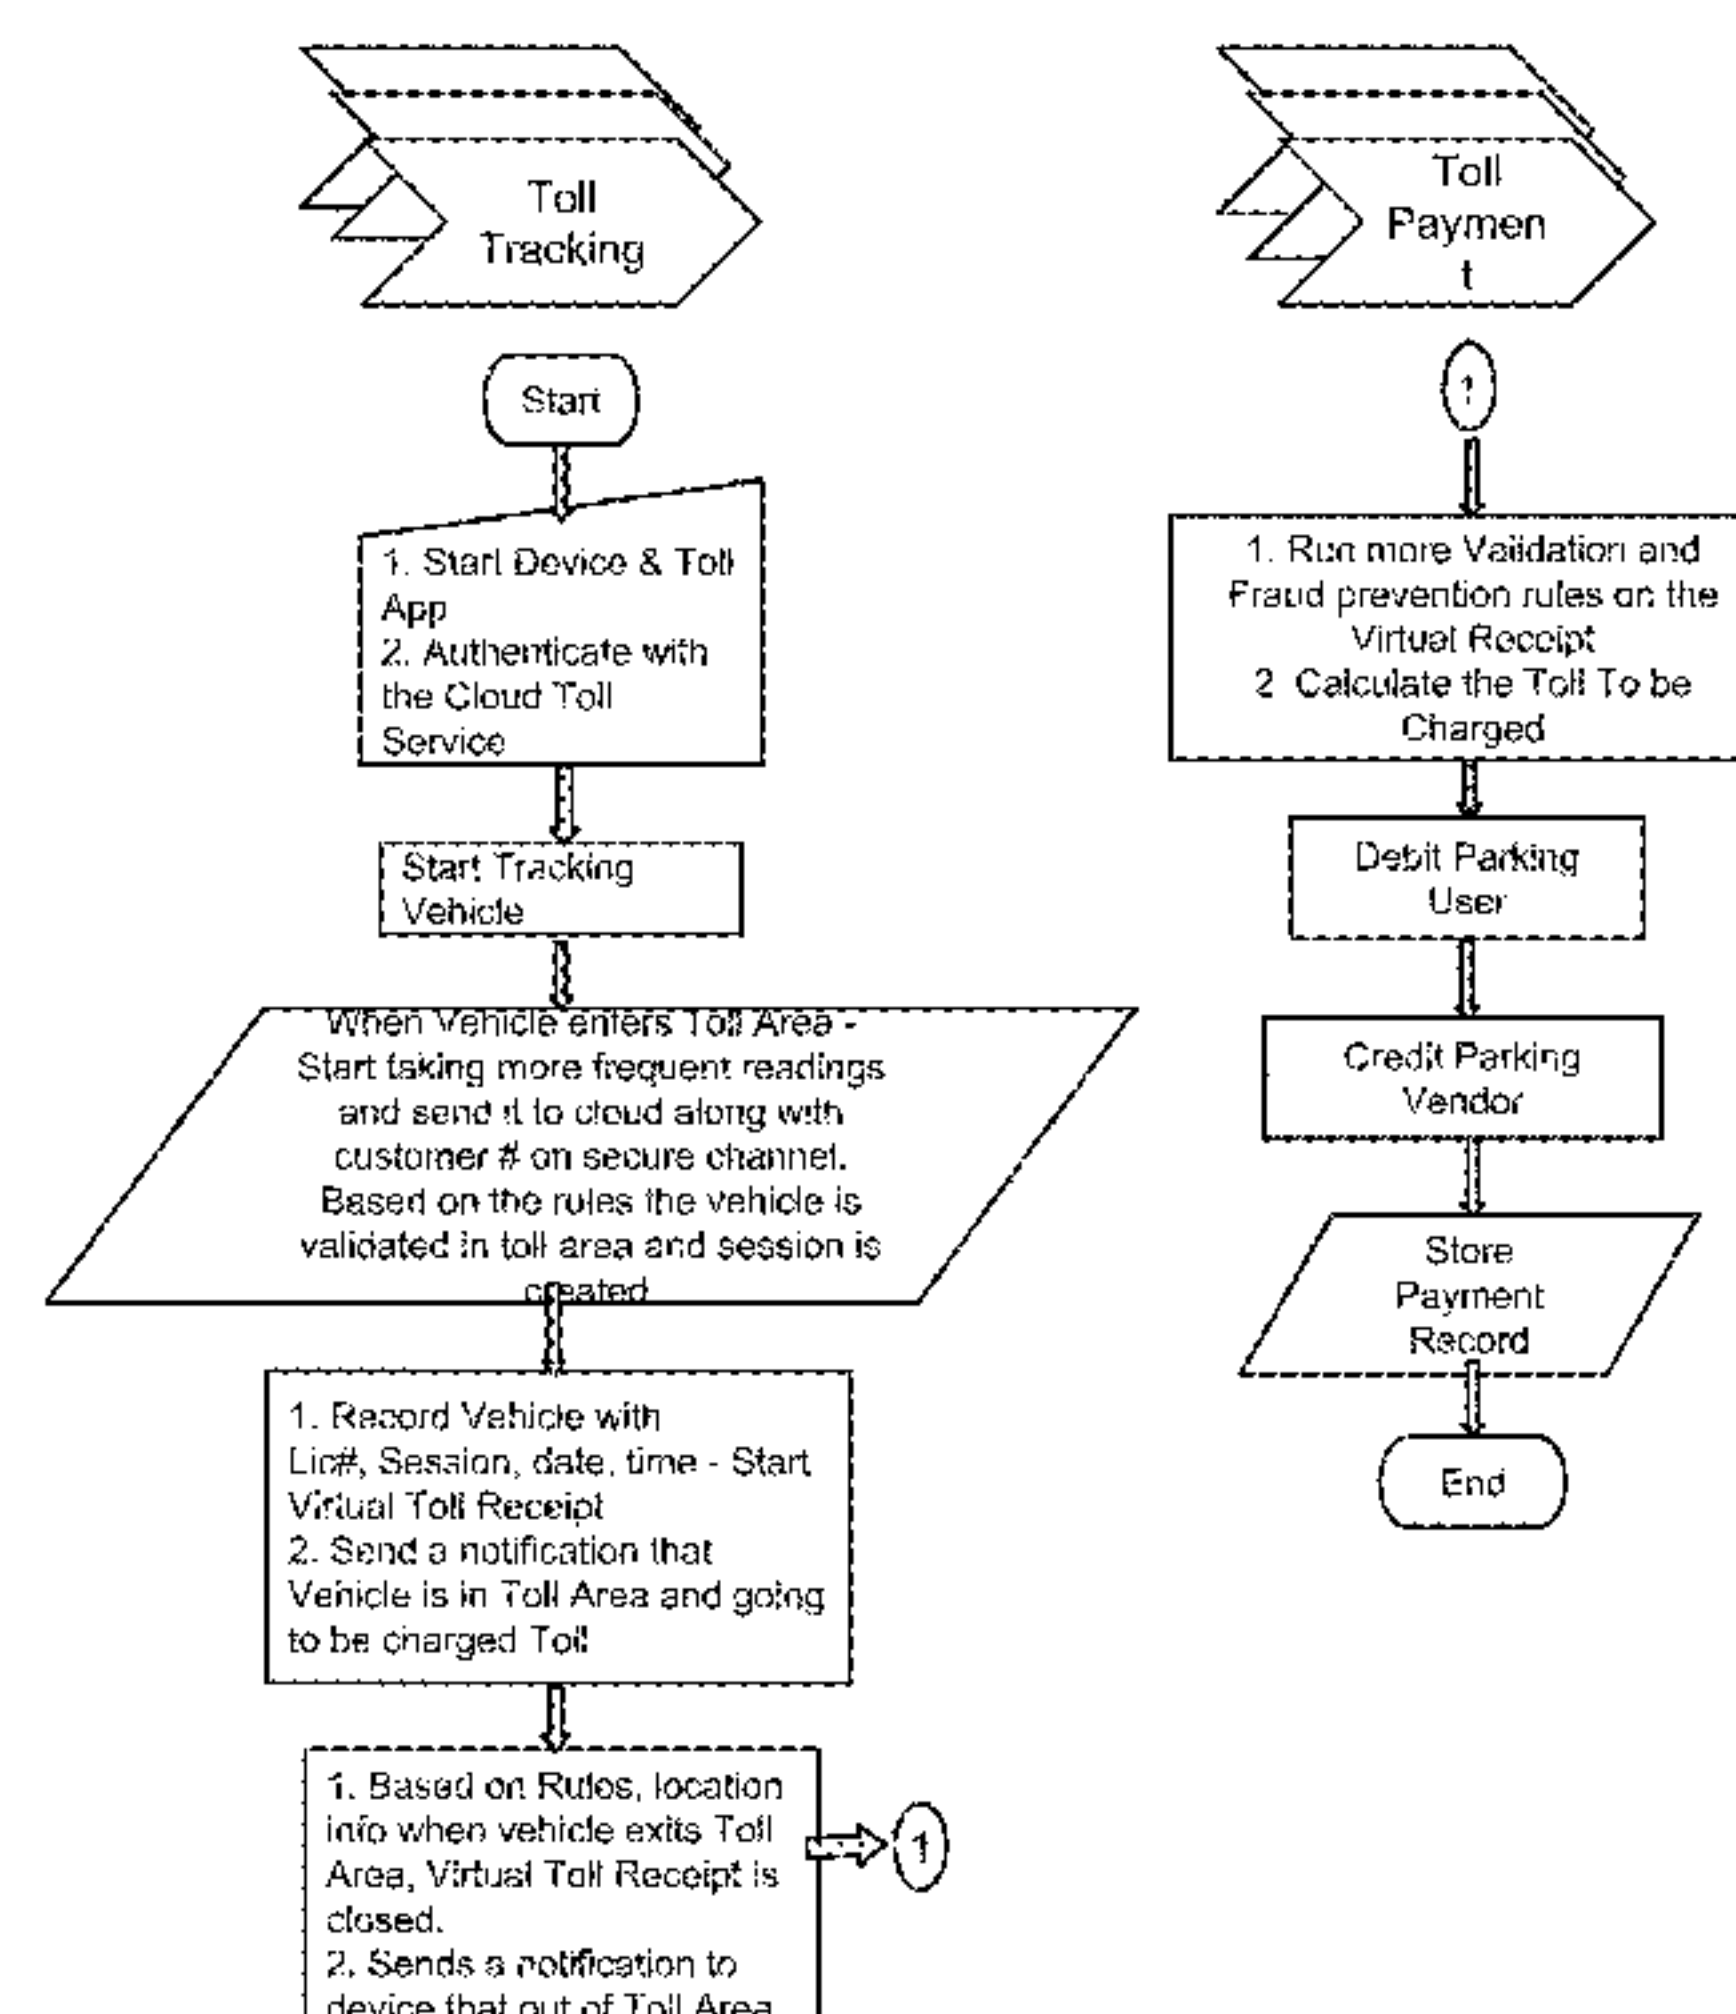 Toll
Tracking
Start
1. Start Device & Toll
App
2. Authenticate with
the Cloud Toll
Service
Start Tracking
Vehicle
When Vehicle enters Toll Area -
Start taking more frequent readings
and send it to cloud along with
customer # on secure channel.
Based on the rules the vehicle is
validated in toll area and session is
created
1. Record Vehicle with
Lic#, Session, date, time - Start
Virtual Toll Receipt
2. Send a notification that
Vehicle is in Toll Area and going
to be charged Toll
1. Based on Rules, location
info when vehicle exits Toll
Area, Virtual Toll Receipt is
closed.
2. Sends a notification to
device that out of Toll Area
1
Toll
Paymen
t
1
1. Run more Validation and
Fraud prevention rules on the
Virtual Receipt
2 Calculate the Toll To be
Charged
Debit Parking
User
Credit Parking
Vendor
Store
Payment
Record
End